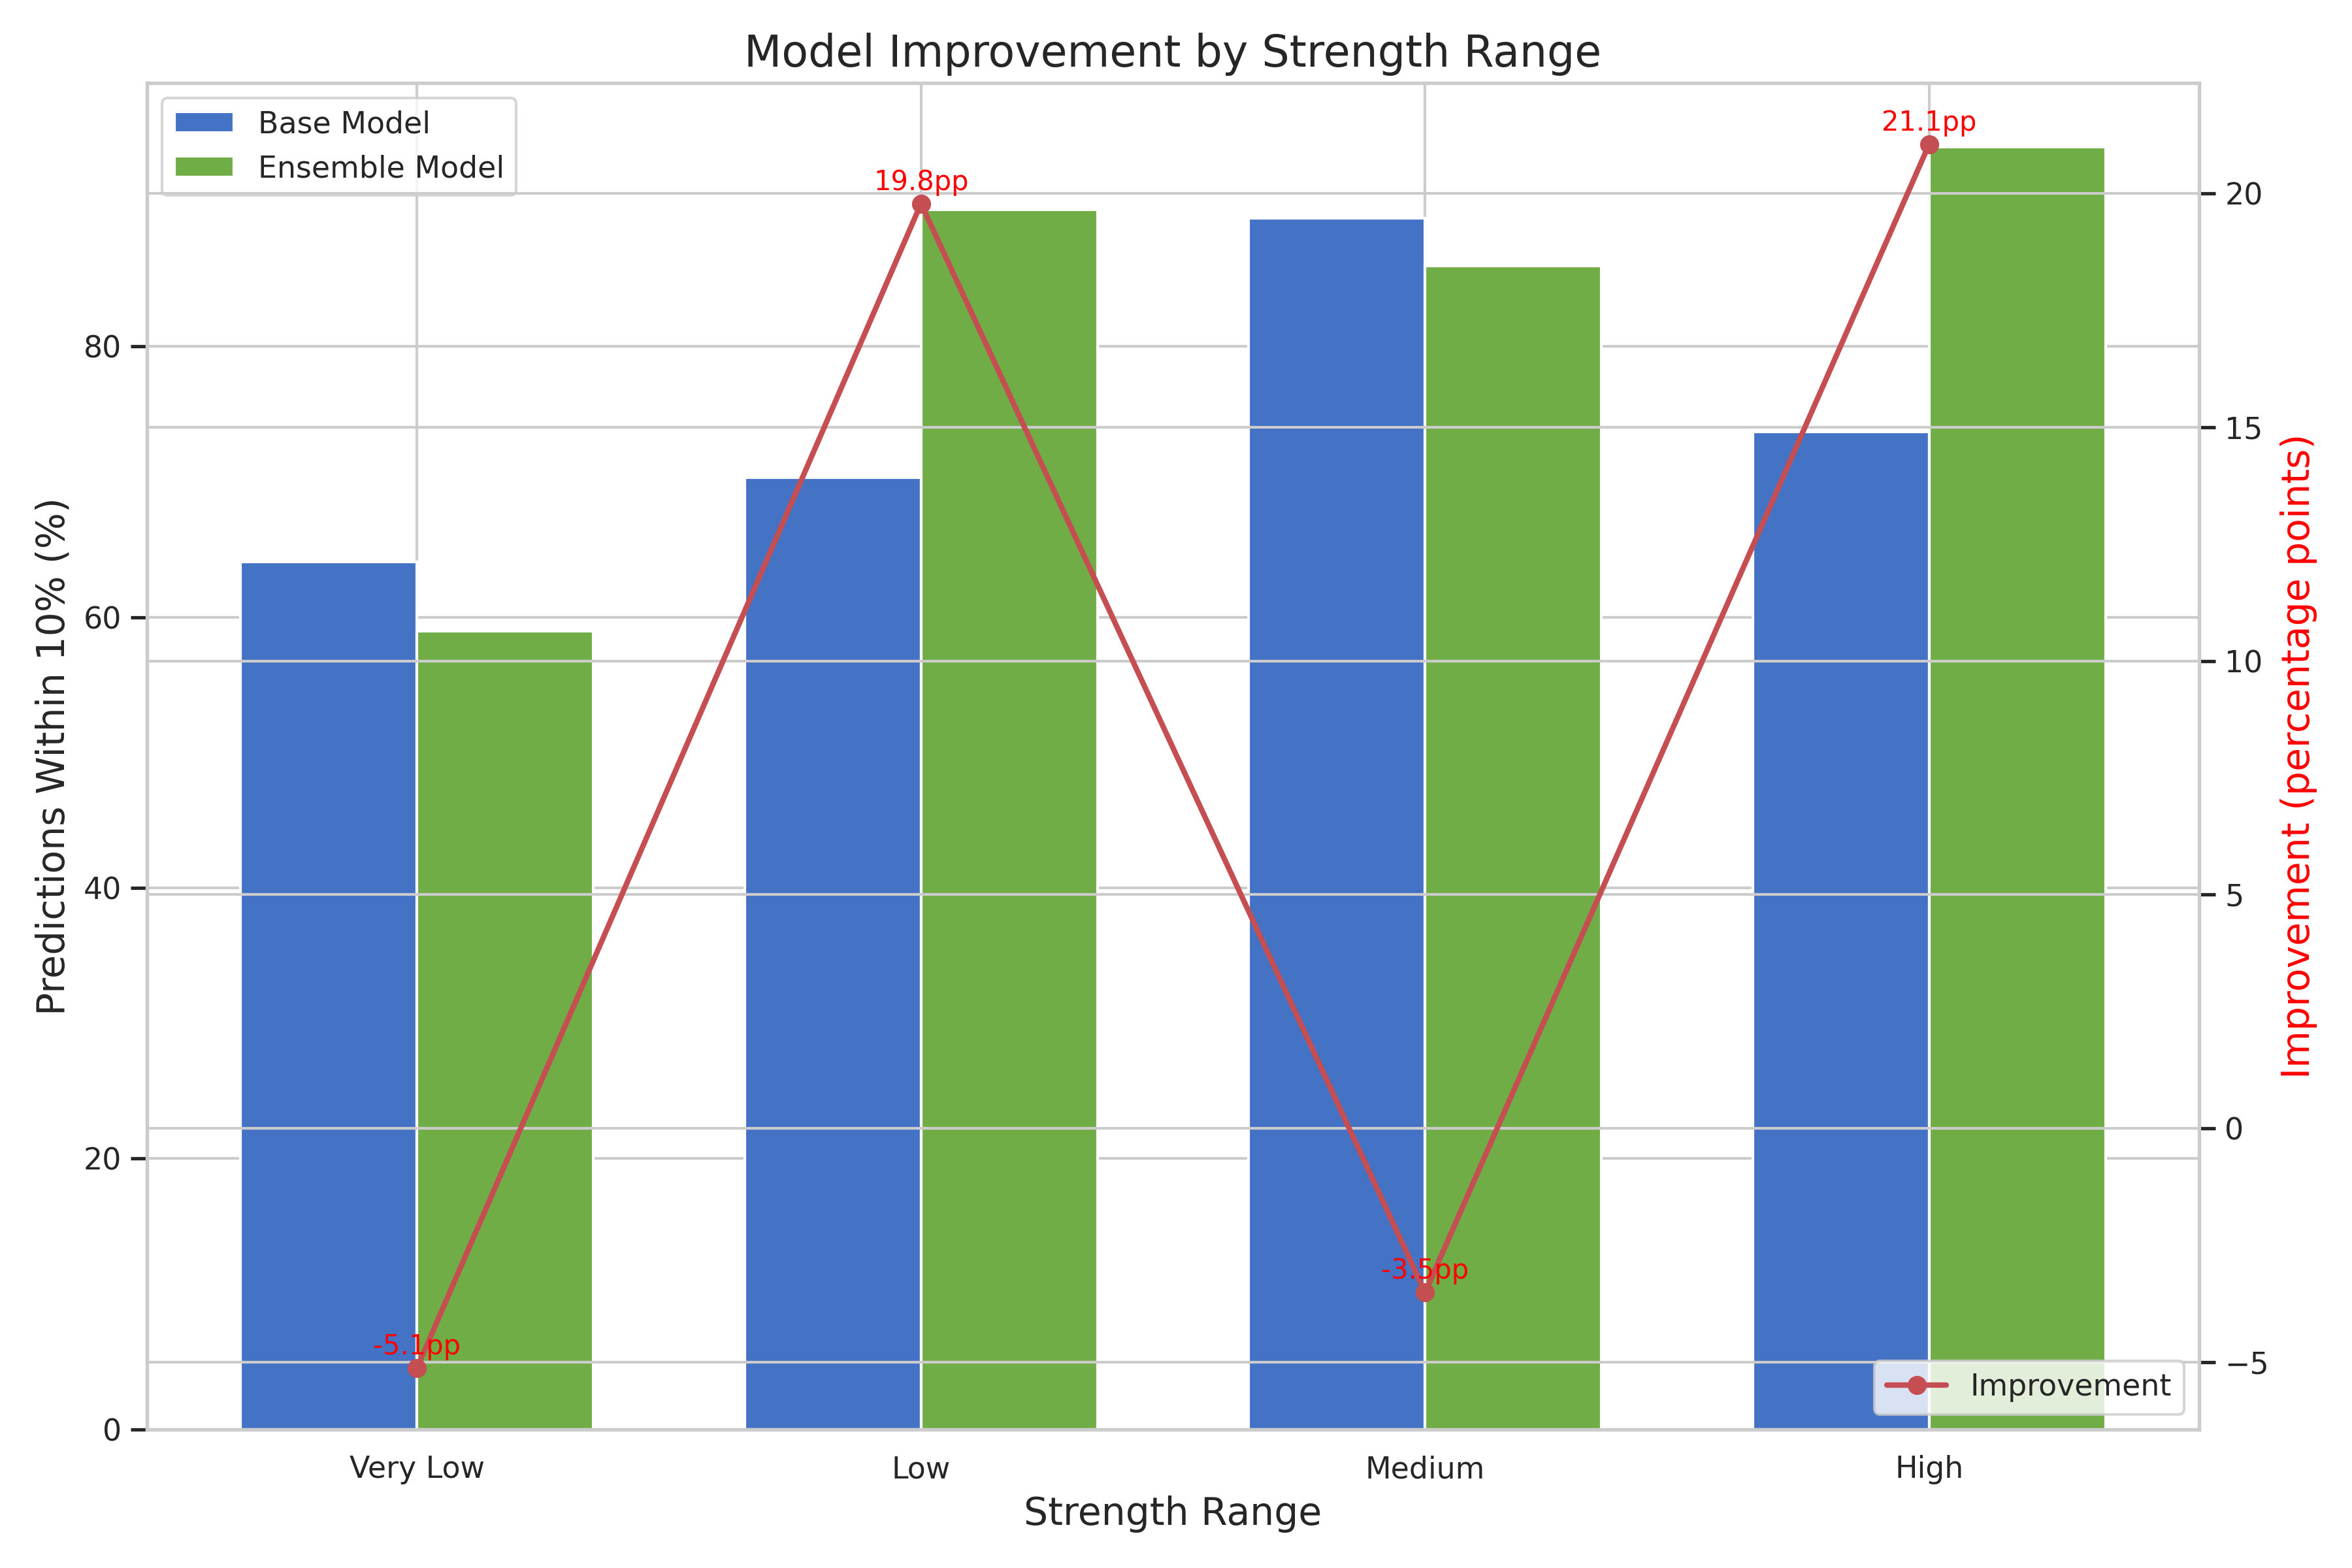 Model Improvement by Strength Range
Base Model
Ensemble Model
Predictions Within 10% (%)
80
60
40
20
0
-5.1pp
19.8pp
-3.5pp
21.1pp
20
15
10
5
0
−5
Improvement (percentage points)
Improvement
Very Low
Low
Medium
High
Strength Range